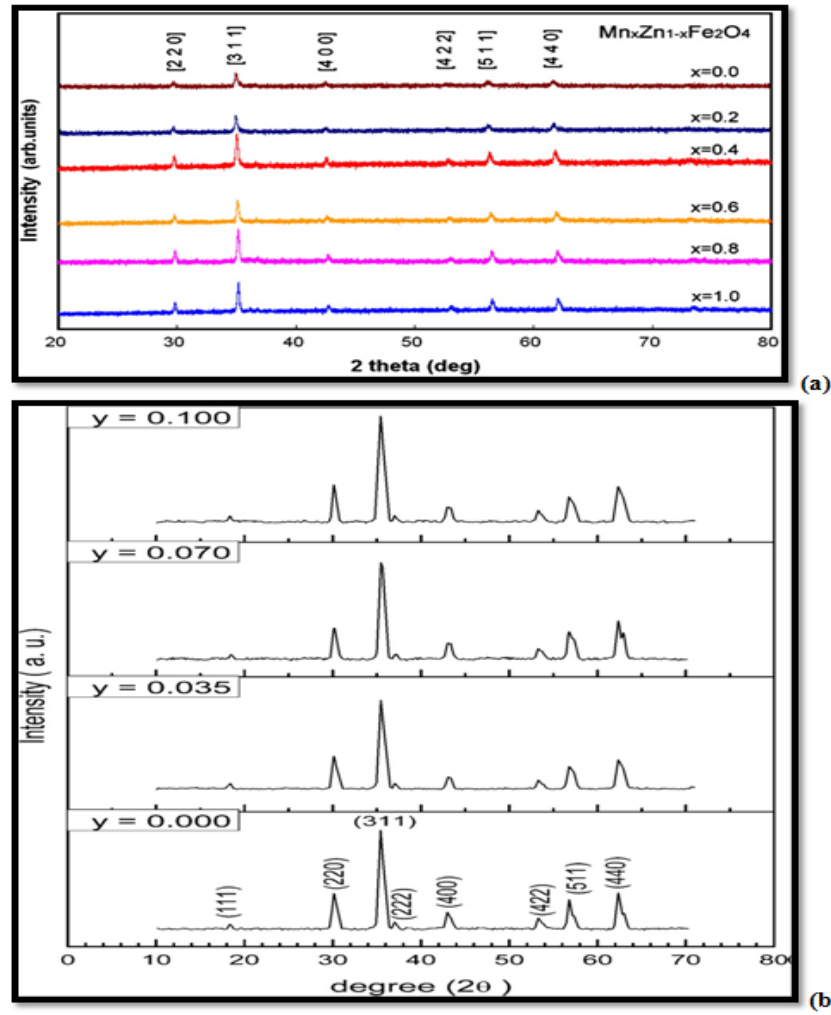 MnxZn1-xFe2O4
[2 2 0] [3 1 1] [4 0 0] [4 2 2] [5 1 1] [4 4 0]
x=0.0
x=0.2
x=0.4
x=0.6
x=0.8
x=1.0
Intensity (arb.units)
20 30 40 50 60 70 80
2 theta (deg)
(a)
y = 0.100
y = 0.070
y = 0.035
y = 0.000
Intensity ( a. u.)
(111) (220) (311) (222) (400) (422) (511) (440)
0 10 20 30 40 50 60 70 80
degree (2θ )
(b